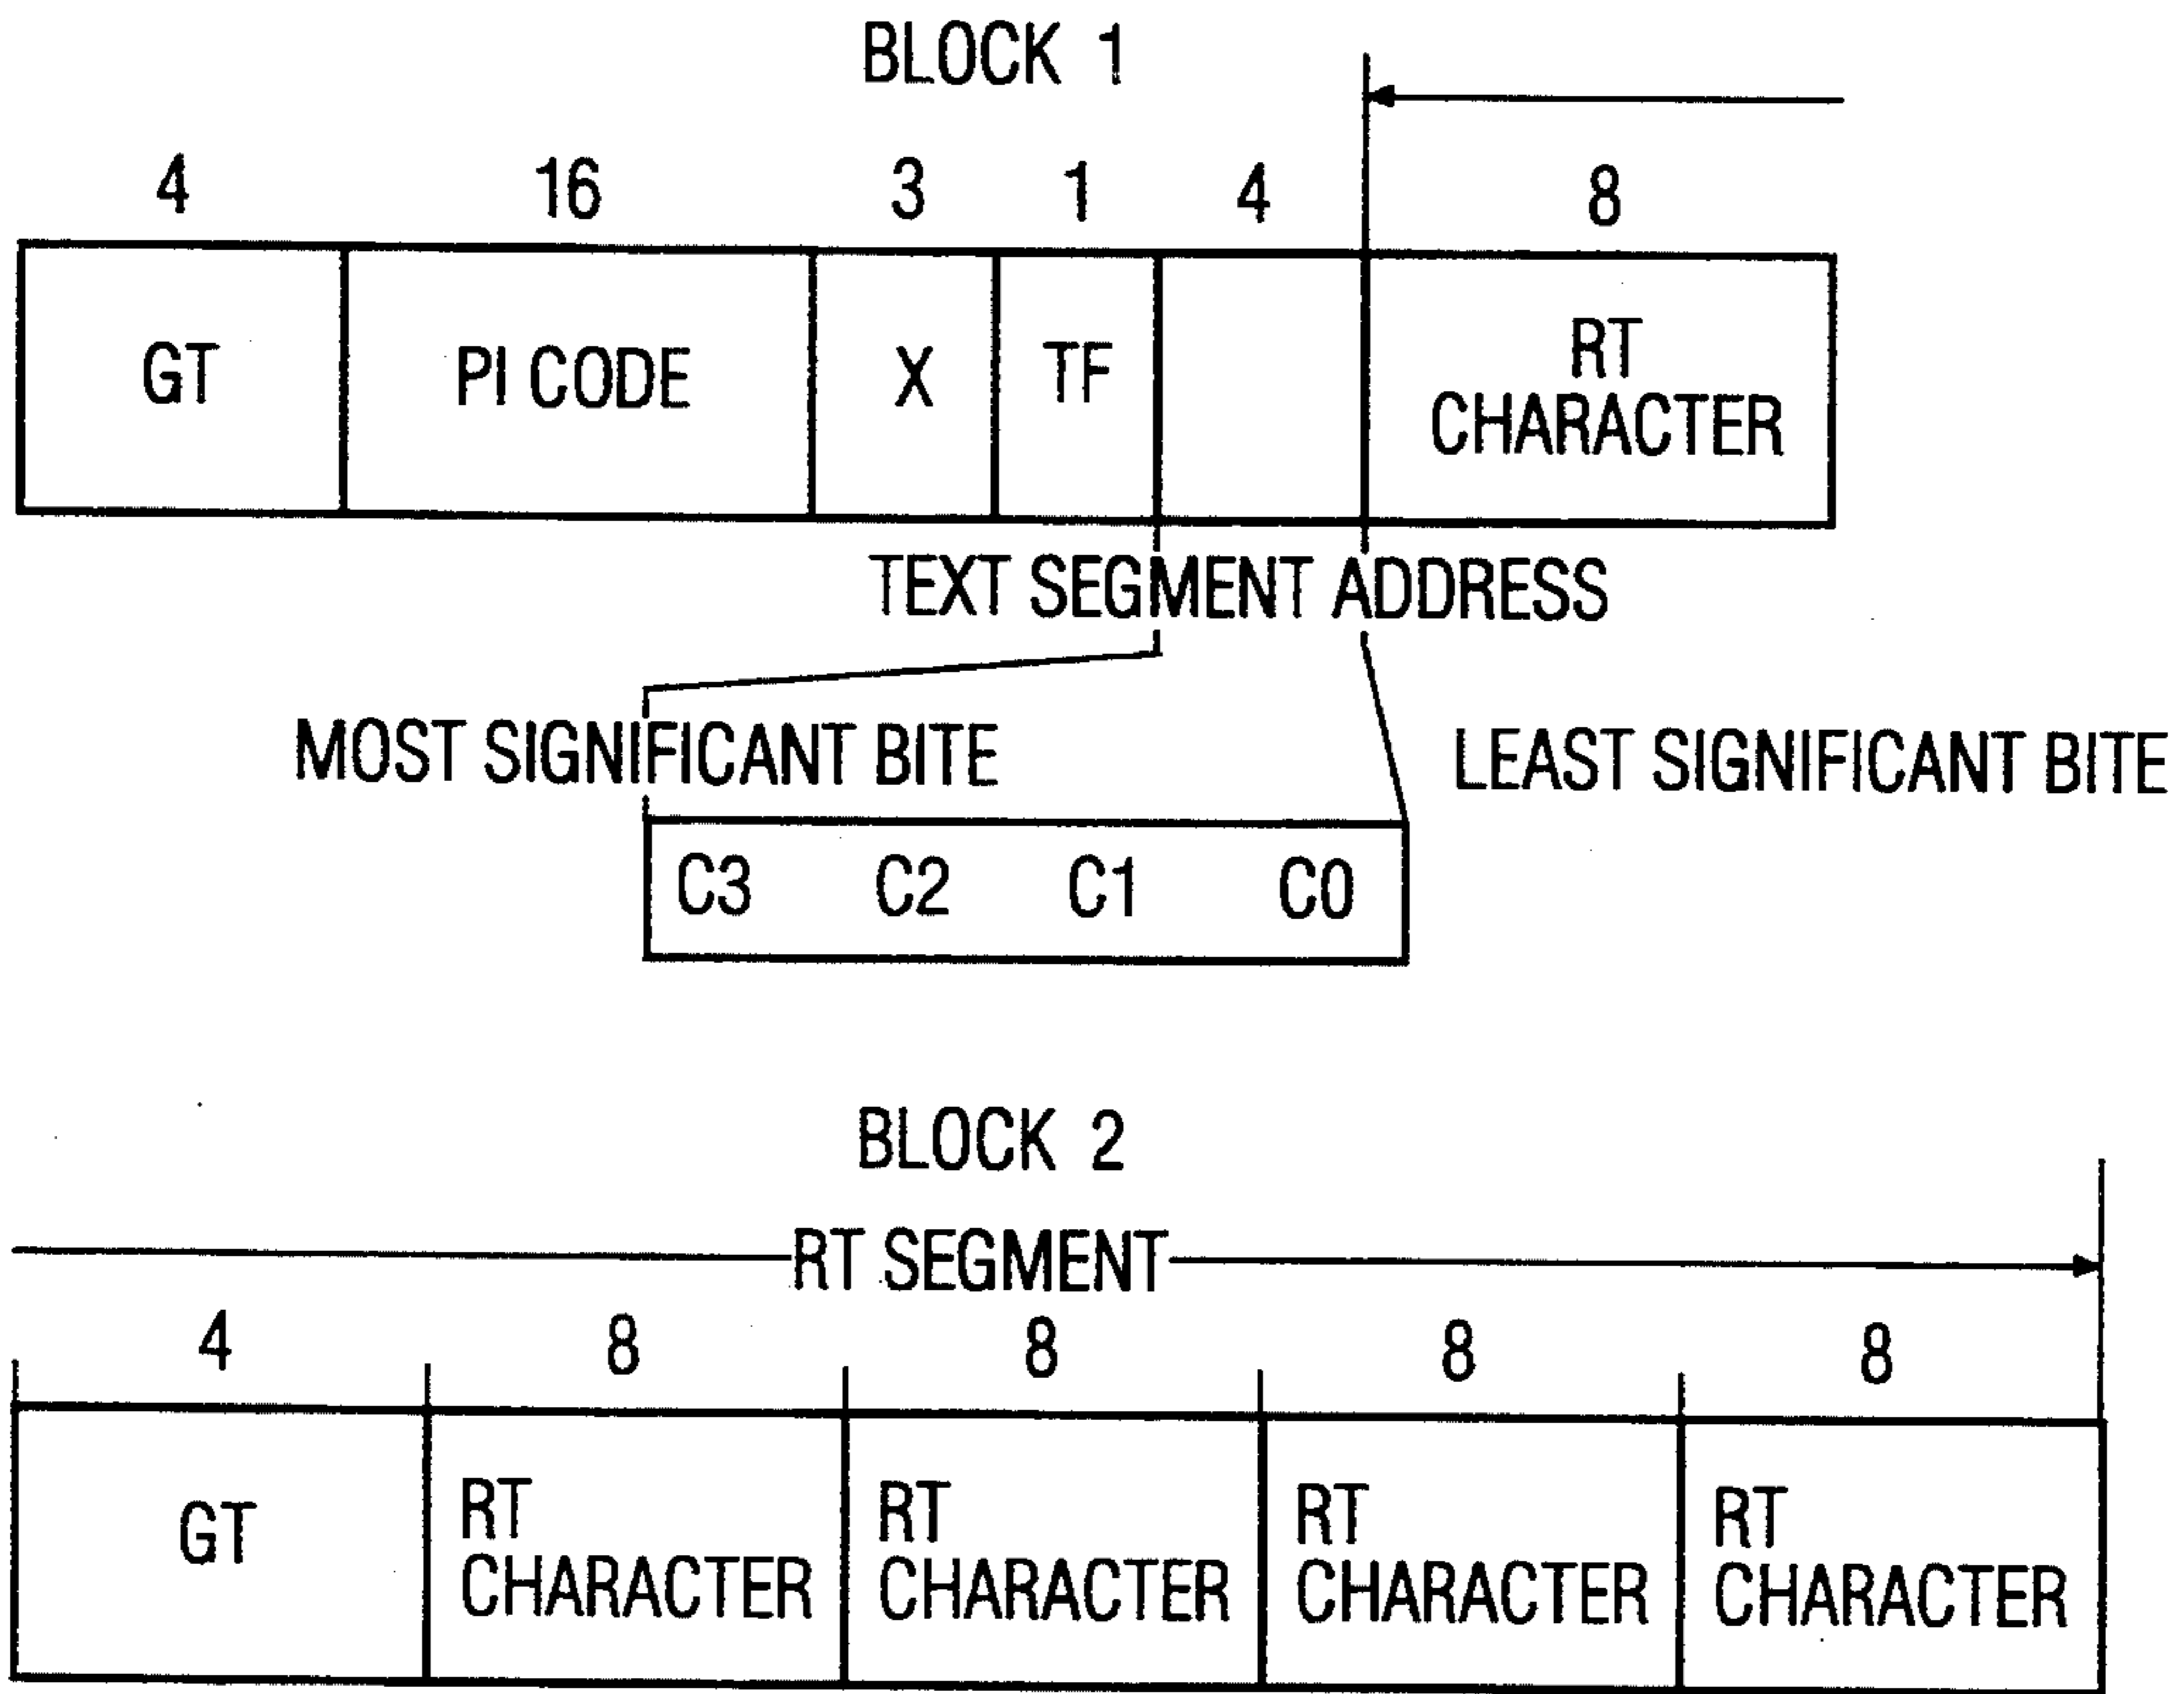 BLOCK 1
4 16 3 1 4 8
GT PI CODE X TF RT CHARACTER
TEXT SEGMENT ADDRESS
MOST SIGNIFICANT BITE LEAST SIGNIFICANT BITE
C3 C2 C1 C0
BLOCK 2
RT SEGMENT
4 8 8 8 8
GT RT CHARACTER RT CHARACTER RT CHARACTER RT CHARACTER